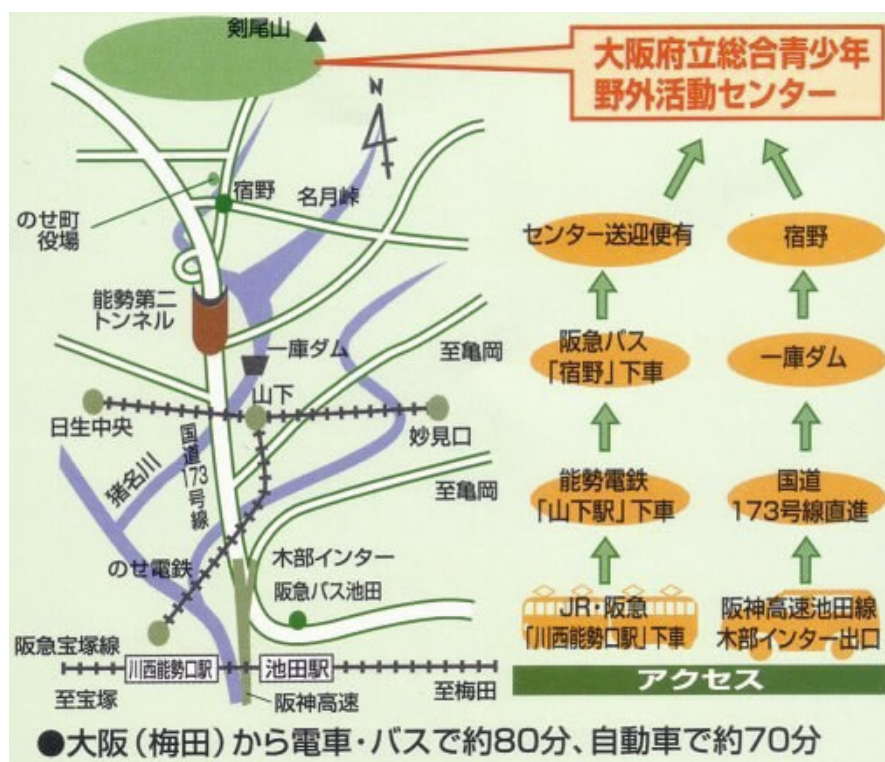 剣尾山
大阪府立総合青少年
野外活動センター
N
宿野
名月峠
のせ町
役場
能勢第二
トンネル
一庫ダム
至亀岡
山下
日生中央
妙見口
国道173号線
猪名川
至亀岡
のせ電鉄
木部インター
阪急バス池田
阪急宝塚線
川西能勢口駅
池田駅
至宝塚
阪神高速
至梅田
センター送迎便有
宿野
阪急バス
「宿野」下車
一庫ダム
能勢電鉄
「山下駅」下車
国道
173号線直進
JR・阪急
「川西能勢口駅」下車
阪神高速池田線
木部インター出口
アクセス
●大阪(梅田)から電車・バスで約80分、自動車で約70分